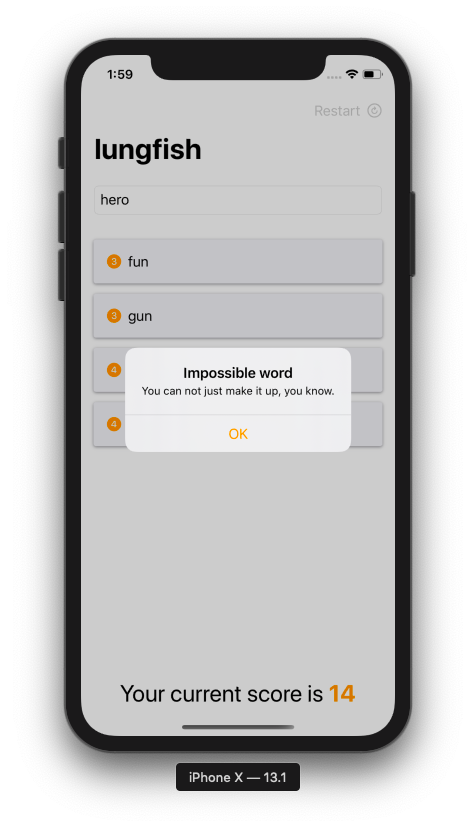 1:59
Restart
lungfish
hero
3 fun
3 gun
4
4
Impossible word
You can not just make it up, you know.
OK
Your current score is 14
iPhone X — 13.1